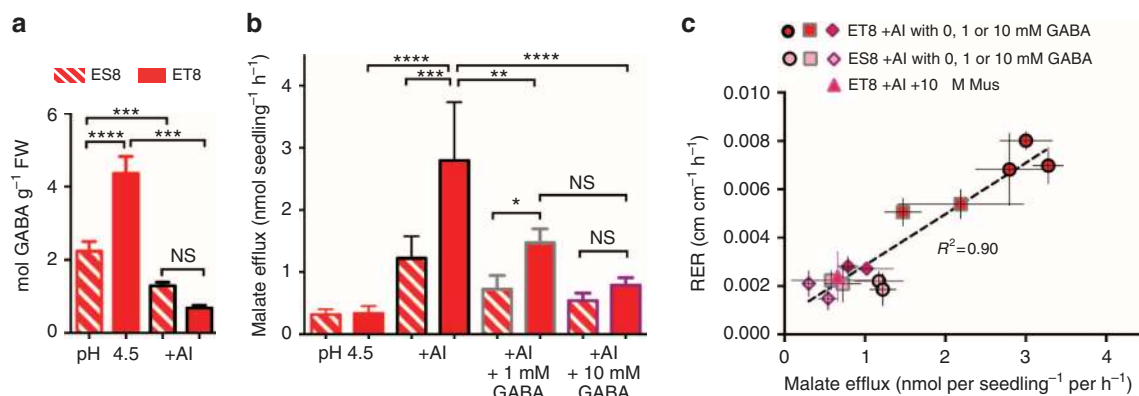 a
ES8 ET8
mol GABA g⁻¹ FW
6
4
2
0
***
**** ***
NS
pH 4.5 +Al
b
Malate efflux (nmol seedling⁻¹ h⁻¹)
4
3
2
1
0
**** ****
*** **
NS
*
NS
pH 4.5 +Al +Al +Al
+ 1 mM + 10 mM
GABA GABA
c
ET8 +Al with 0, 1 or 10 mM GABA
ES8 +Al with 0, 1 or 10 mM GABA
ET8 +Al +10 M Mus
RER (cm cm⁻¹ h⁻¹)
0.010
0.008
0.006
0.004
0.002
0.000
R²=0.90
0 1 2 3 4
Malate efflux (nmol per seedling⁻¹ per h⁻¹)